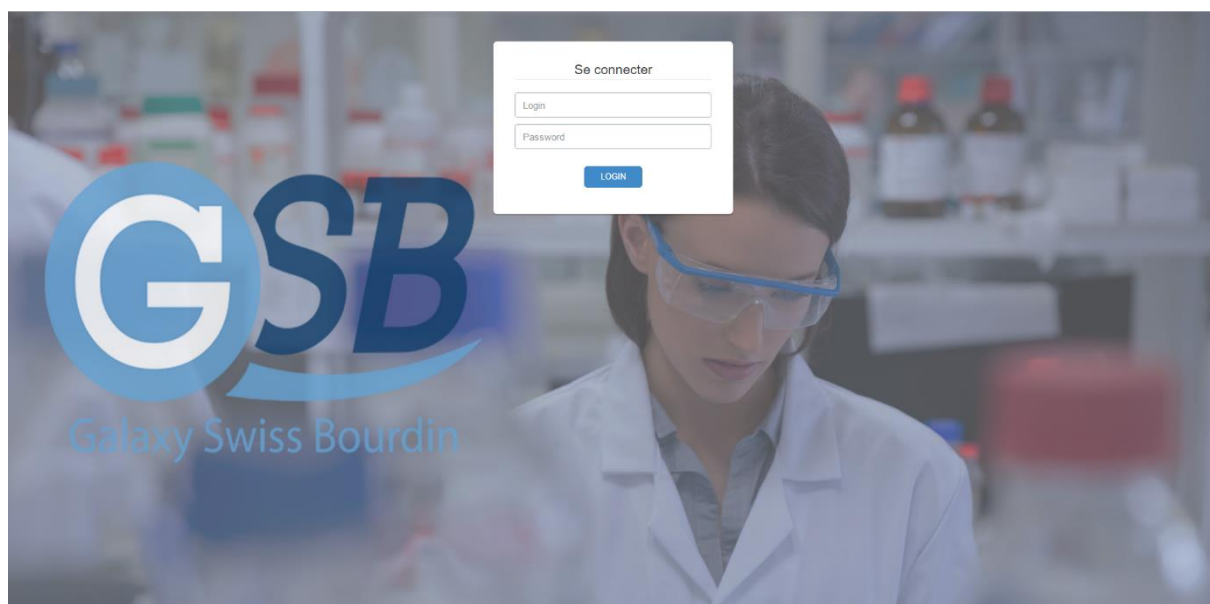 Se connecter
Login
Password
LOGIN
GSB
Galaxy Swiss Bourdin